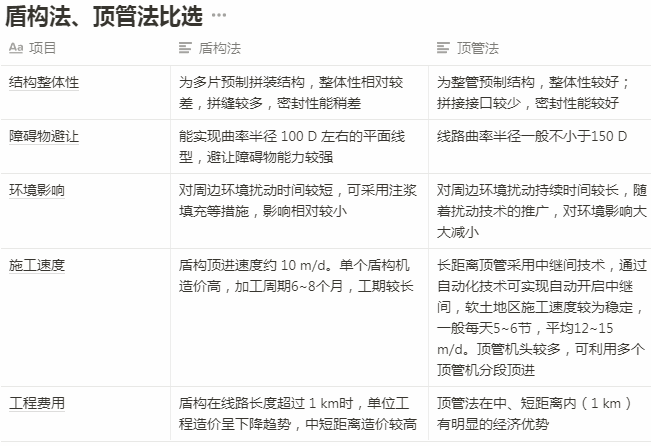 盾构法、顶管法比选 ···
Aa 项目
盾构法
顶管法
结构整体性
为多片预制拼装结构，整体性相对较
差，拼缝较多，密封性能稍差
为整管预制结构，整体性较好；
拼接接口较少，密封性能较好
障碍物避让
能实现曲率半径 100 D 左右的平面线
型，避让障碍物能力较强
线路曲率半径一般不小于150 D
环境影响
对周边环境扰动时间较短，可采用注浆
填充等措施，影响相对较小
对周边环境扰动持续时间较长，随
着扰动技术的推广，对环境影响大
大减小
施工速度
盾构顶进速度约 10 m/d。单个盾构机
造价高，加工周期6~8个月，工期较长
长距离顶管采用中继间技术，通过
自动化技术可实现自动开启中继
间，软土地区施工速度较为稳定，
一般每天5~6节，平均12~15
m/d。顶管机头较多，可利用多个
顶管机分段顶进
工程费用
盾构在线路长度超过 1 km时，单位工
程造价呈下降趋势，中短距离造价较高
顶管法在中、短距离内（1 km）
有明显的经济优势